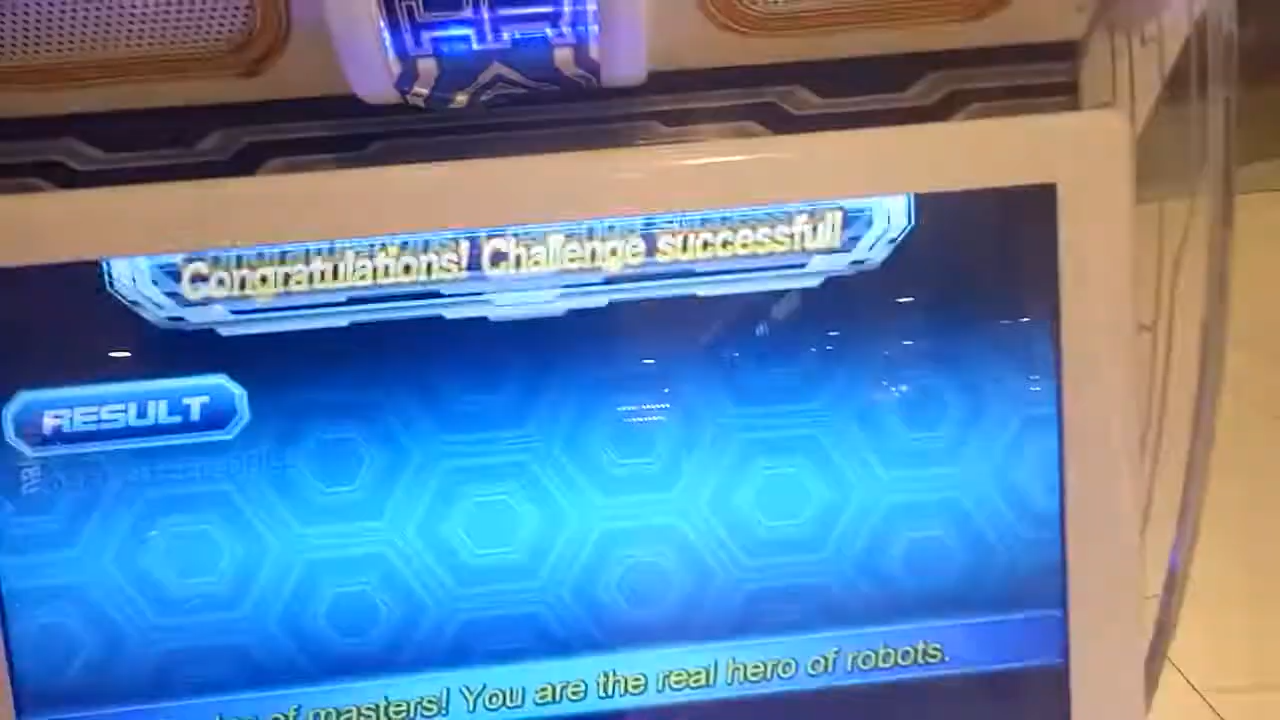 Congratulations! Challenge successful!
RESULT
of masters! You are the real hero of robots.